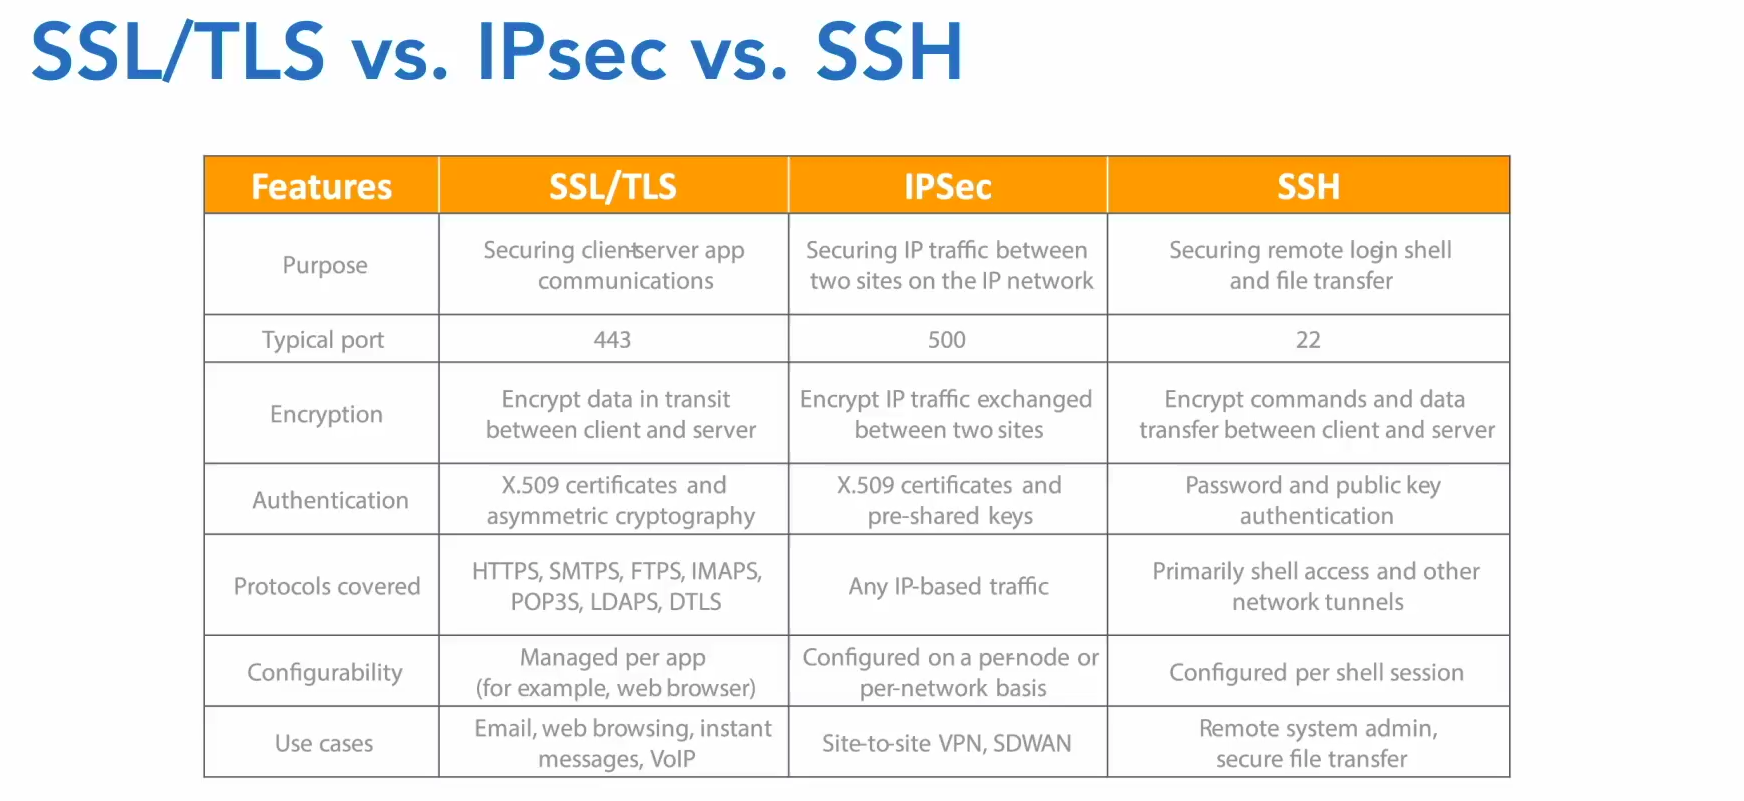 SSL/TLS vs. IPsec vs. SSH
Features SSL/TLS IPSec SSH
Purpose
Securing client-server app
communications
Securing IP traffic between
two sites on the IP network
Securing remote login shell
and file transfer
Typical port 443 500 22
Encryption
Encrypt data in transit
between client and server
Encrypt IP traffic exchanged
between two sites
Encrypt commands and data
transfer between client and server
Authentication
X.509 certificates and
asymmetric cryptography
X.509 certificates and
pre-shared keys
Password and public key
authentication
Protocols covered
HTTPS, SMTPS, FTPS, IMAPS,
POP3S, LDAPS, DTLS
Any IP-based traffic
Primarily shell access and other
network tunnels
Configurability
Managed per app
(for example, web browser)
Configured on a per-node or
per-network basis
Configured per shell session
Use cases
Email, web browsing, instant
messages, VoIP
Site-to-site VPN, SDWAN
Remote system admin,
secure file transfer